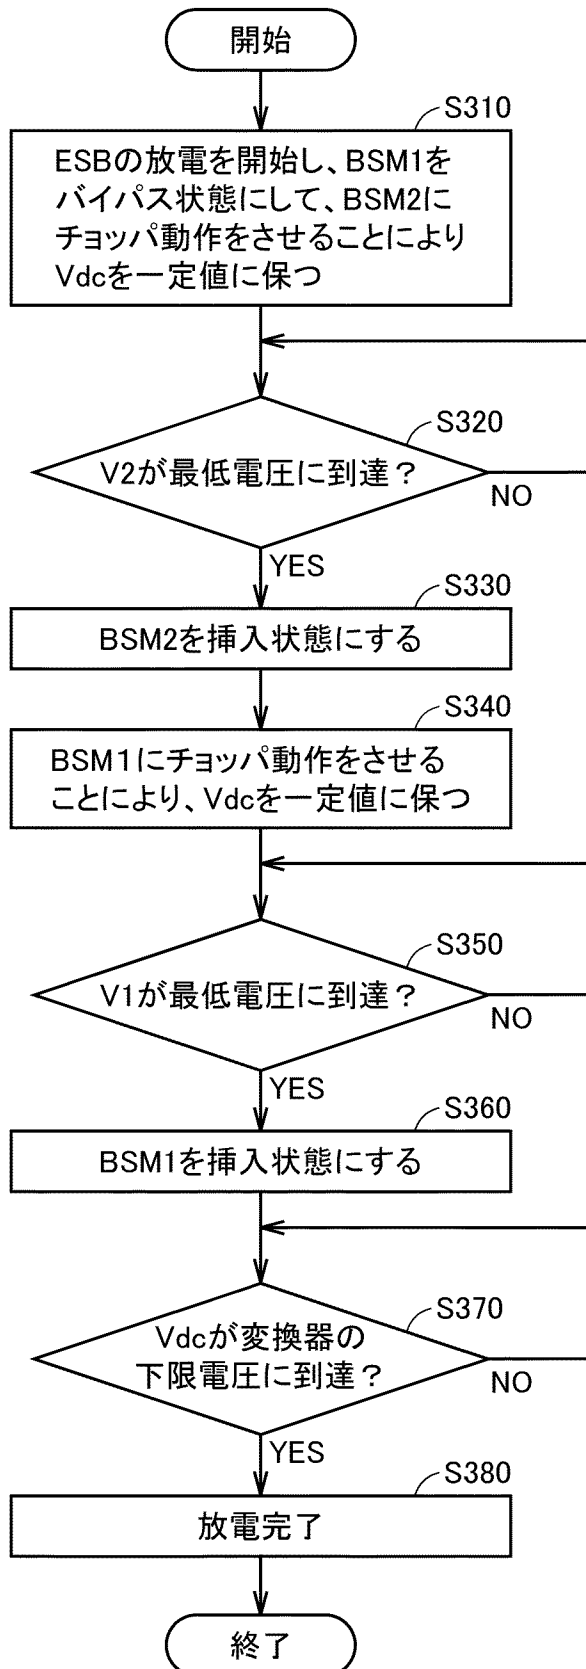 開始
S310
ESBの放電を開始し、BSM1を
バイパス状態にして、BSM2に
チョッパ動作をさせることにより
Vdcを一定値に保つ
S320
V2が最低電圧に到達？
NO
YES
S330
BSM2を挿入状態にする
S340
BSM1にチョッパ動作をさせる
ことにより、Vdcを一定値に保つ
S350
V1が最低電圧に到達？
NO
YES
S360
BSM1を挿入状態にする
S370
Vdcが変換器の
下限電圧に到達？
NO
YES
S380
放電完了
終了